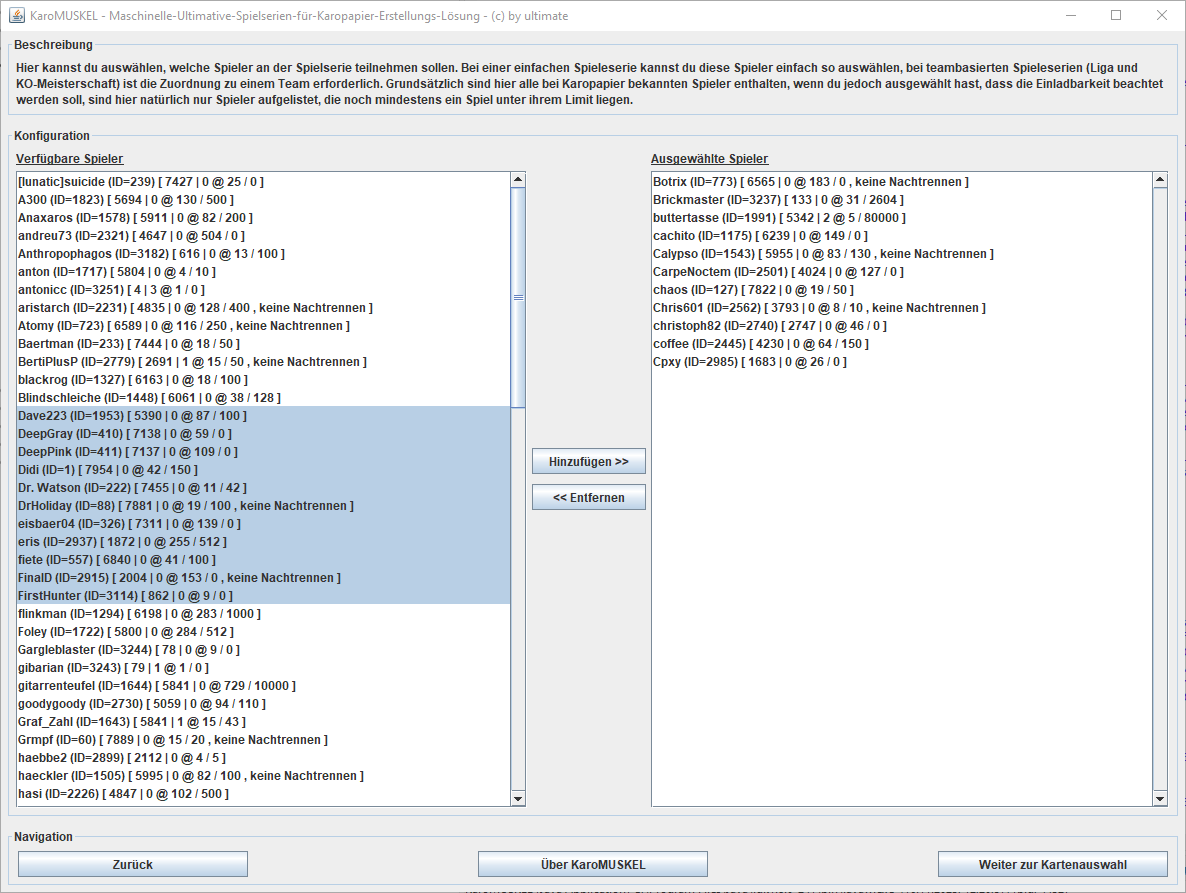 KaroMUSKEL - Maschinelle-Ultimative-Spielserien-für-Karopapier-Erstellungs-Lösung - (c) by ultimate
Beschreibung
Hier kannst du auswählen, welche Spieler an der Spielserie teilnehmen sollen. Bei einer einfachen Spieleserie kannst du diese Spieler einfach so auswählen, bei teambasierten Spieleserien (Liga und
KO-Meisterschaft) ist die Zuordnung zu einem Team erforderlich. Grundsätzlich sind hier alle bei Karopapier bekannten Spieler enthalten, wenn du jedoch ausgewählt hast, dass die Einladbarkeit beachtet
werden soll, sind hier natürlich nur Spieler aufgelistet, die noch mindestens ein Spiel unter ihrem Limit liegen.
Konfiguration
Verfügbare Spieler
[lunatic]suicide (ID=239) [ 7427 | 0 @ 25 / 0 ]
A300 (ID=1823) [ 5694 | 0 @ 130 / 500 ]
Anaxaros (ID=1578) [ 5911 | 0 @ 82 / 200 ]
andreu73 (ID=2321) [ 4647 | 0 @ 504 / 0 ]
Anthropophagos (ID=3182) [ 616 | 0 @ 13 / 100 ]
anton (ID=1717) [ 5804 | 0 @ 4 / 10 ]
antonicc (ID=3251) [ 4 | 3 @ 1 / 0 ]
aristarch (ID=2231) [ 4835 | 0 @ 128 / 400 , keine Nachtrennen ]
Atomy (ID=723) [ 6589 | 0 @ 116 / 250 , keine Nachtrennen ]
Baertman (ID=233) [ 7444 | 0 @ 18 / 50 ]
BertiPlusP (ID=2779) [ 2691 | 1 @ 15 / 50 , keine Nachtrennen ]
blackrog (ID=1327) [ 6163 | 0 @ 18 / 100 ]
Blindschleiche (ID=1448) [ 6061 | 0 @ 38 / 128 ]
Dave223 (ID=1953) [ 5390 | 0 @ 87 / 100 ]
DeepGray (ID=410) [ 7138 | 0 @ 59 / 0 ]
DeepPink (ID=411) [ 7137 | 0 @ 109 / 0 ]
Didi (ID=1) [ 7954 | 0 @ 42 / 150 ]
Dr. Watson (ID=222) [ 7455 | 0 @ 11 / 42 ]
DrHoliday (ID=88) [ 7881 | 0 @ 19 / 100 , keine Nachtrennen ]
eisbaer04 (ID=326) [ 7311 | 0 @ 139 / 0 ]
eris (ID=2937) [ 1872 | 0 @ 255 / 512 ]
fiete (ID=557) [ 6840 | 0 @ 41 / 100 ]
FinalD (ID=2915) [ 2004 | 0 @ 153 / 0 , keine Nachtrennen ]
FirstHunter (ID=3114) [ 862 | 0 @ 9 / 0 ]
flinkman (ID=1294) [ 6198 | 0 @ 283 / 1000 ]
Foley (ID=1722) [ 5800 | 0 @ 284 / 512 ]
Gargleblaster (ID=3244) [ 78 | 0 @ 9 / 0 ]
gibarian (ID=3243) [ 79 | 1 @ 1 / 0 ]
gitarrenteufel (ID=1644) [ 5841 | 0 @ 729 / 10000 ]
goodygoody (ID=2730) [ 5059 | 0 @ 94 / 110 ]
Graf_Zahl (ID=1643) [ 5841 | 1 @ 15 / 43 ]
Grmpf (ID=60) [ 7889 | 0 @ 15 / 20 , keine Nachtrennen ]
haebbe2 (ID=2899) [ 2112 | 0 @ 4 / 5 ]
haeckler (ID=1505) [ 5995 | 0 @ 82 / 100 , keine Nachtrennen ]
hasi (ID=2226) [ 4847 | 0 @ 102 / 500 ]
Hinzufügen >>
<< Entfernen
Ausgewählte Spieler
Botrix (ID=773) [ 6565 | 0 @ 183 / 0 , keine Nachtrennen ]
Brickmaster (ID=3237) [ 133 | 0 @ 31 / 2604 ]
buttertasse (ID=1991) [ 5342 | 2 @ 5 / 80000 ]
cachito (ID=1175) [ 6239 | 0 @ 149 / 0 ]
Calypso (ID=1543) [ 5955 | 0 @ 83 / 130 , keine Nachtrennen ]
CarpeNoctem (ID=2501) [ 4024 | 0 @ 127 / 0 ]
chaos (ID=127) [ 7822 | 0 @ 19 / 50 ]
Chris601 (ID=2562) [ 3793 | 0 @ 8 / 10 , keine Nachtrennen ]
christoph82 (ID=2740) [ 2747 | 0 @ 46 / 0 ]
coffee (ID=2445) [ 4230 | 0 @ 64 / 150 ]
Cpxy (ID=2985) [ 1683 | 0 @ 26 / 0 ]
Navigation
Zurück
Über KaroMUSKEL
Weiter zur Kartenauswahl